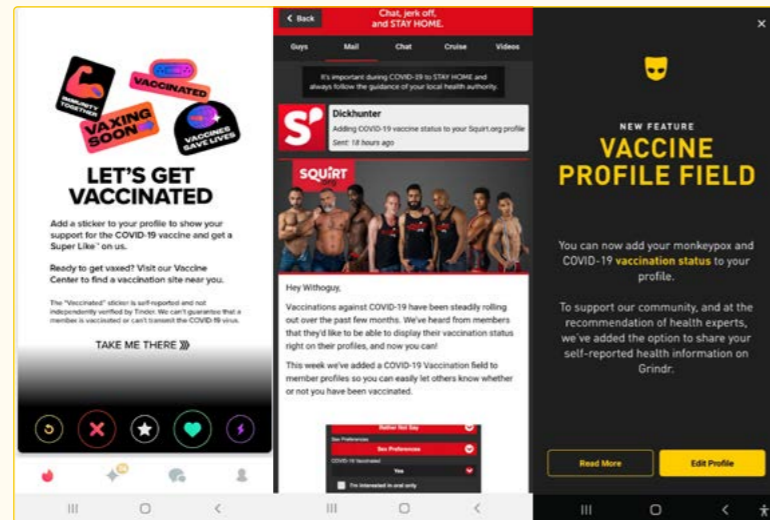 IMMUNITY
TOGETHER
VACCINATED
VAXING
SOON
VACCINES
SAVE LIVES
LET'S GET
VACCINATED
Add a sticker to your profile to show your
support for the COVID-19 vaccine and get a
Super Like™ on us.
Ready to get vaxed? Visit our Vaccine
Center to find a vaccination site near you.
The "Vaccinated" sticker is self-reported and not
independently verified by Tinder. We can't guarantee that a
member is vaccinated or can't transmit the COVID-19 virus.
TAKE ME THERE
Back
Chat, jerk off,
and STAY HOME.
Guys Mail Chat Cruise Videos
It's important during COVID-19 to STAY HOME and
always follow the guidance of your local health authority.
S
Dickhunter
Adding COVID-19 vaccine status to your Squirt.org profile
Sent: 18 hours ago
SQUIRT
.org
Hey Withoguy,
Vaccinations against COVID-19 have been steadily rolling
out over the past few months. We've heard from members
that they'd like to be able to display their vaccination status
right on their profiles, and now you can!
This week we've added a COVID-19 Vaccination field to
member profiles so you can easily let others know whether
or not you have been vaccinated.
Rather Not Say
Sex Preferences
Sex Preferences
COVID-19 Vaccinated
Yes
I'm interested in oral only
NEW FEATURE
VACCINE
PROFILE FIELD
You can now add your monkeypox and
COVID-19 vaccination status to your
profile.
To support our community, and at the
recommendation of health experts,
we've added the option to share your
self-reported health information on
Grindr.
Read More
Edit Profile